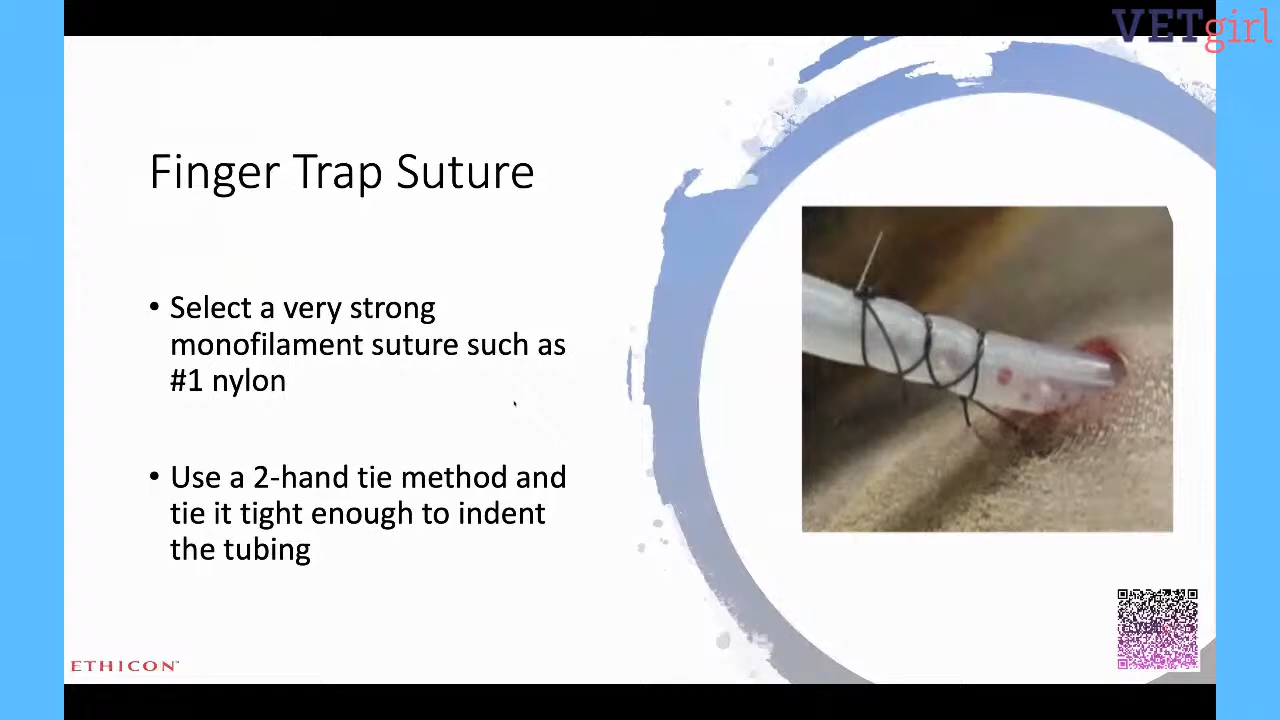 VETgirl
Finger Trap Suture
• Select a very strong
monofilament suture such as
#1 nylon
• Use a 2-hand tie method and
tie it tight enough to indent
the tubing
ETHICON™